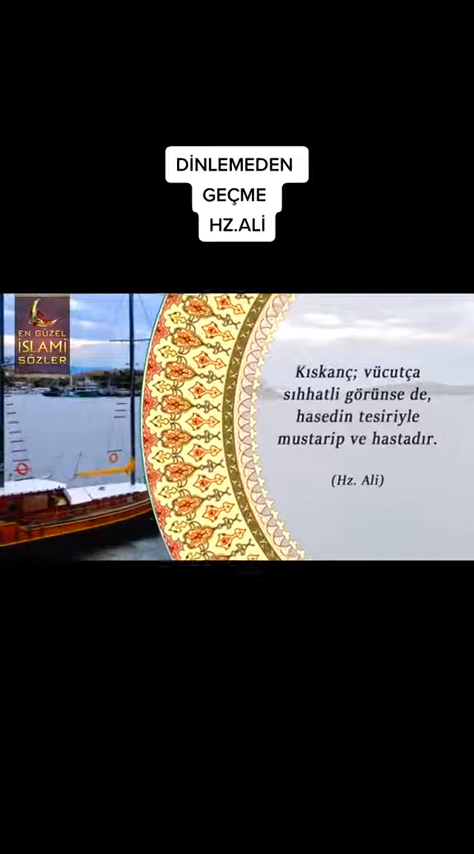 DİNLEMEDEN
GEÇME
HZ.ALİ
EN GÜZEL
İSLAMİ
SÖZLER
Kıskanç; vücutça
sıhhatli görünse de,
hasedin tesiriyle
mustarip ve hastadır.
(Hz. Ali)